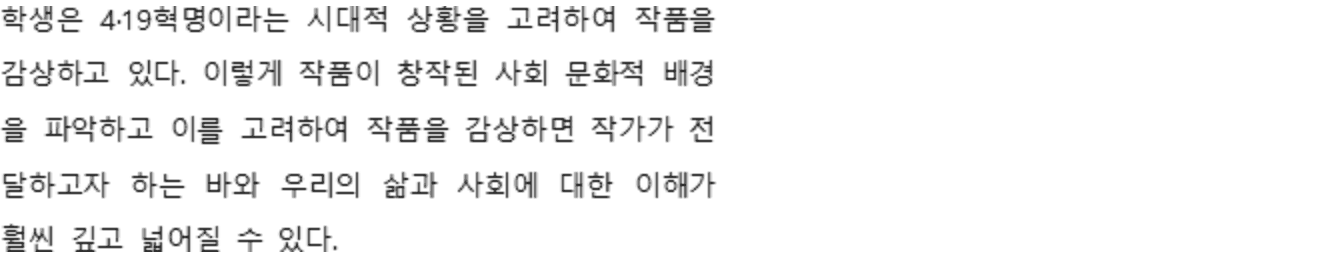 학생은 4·19혁명이라는 시대적 상황을 고려하여 작품을
감상하고 있다. 이렇게 작품이 창작된 사회 문화적 배경
을 파악하고 이를 고려하여 작품을 감상하면 작가가 전
달하고자 하는 바와 우리의 삶과 사회에 대한 이해가
훨씬 깊고 넓어질 수 있다.